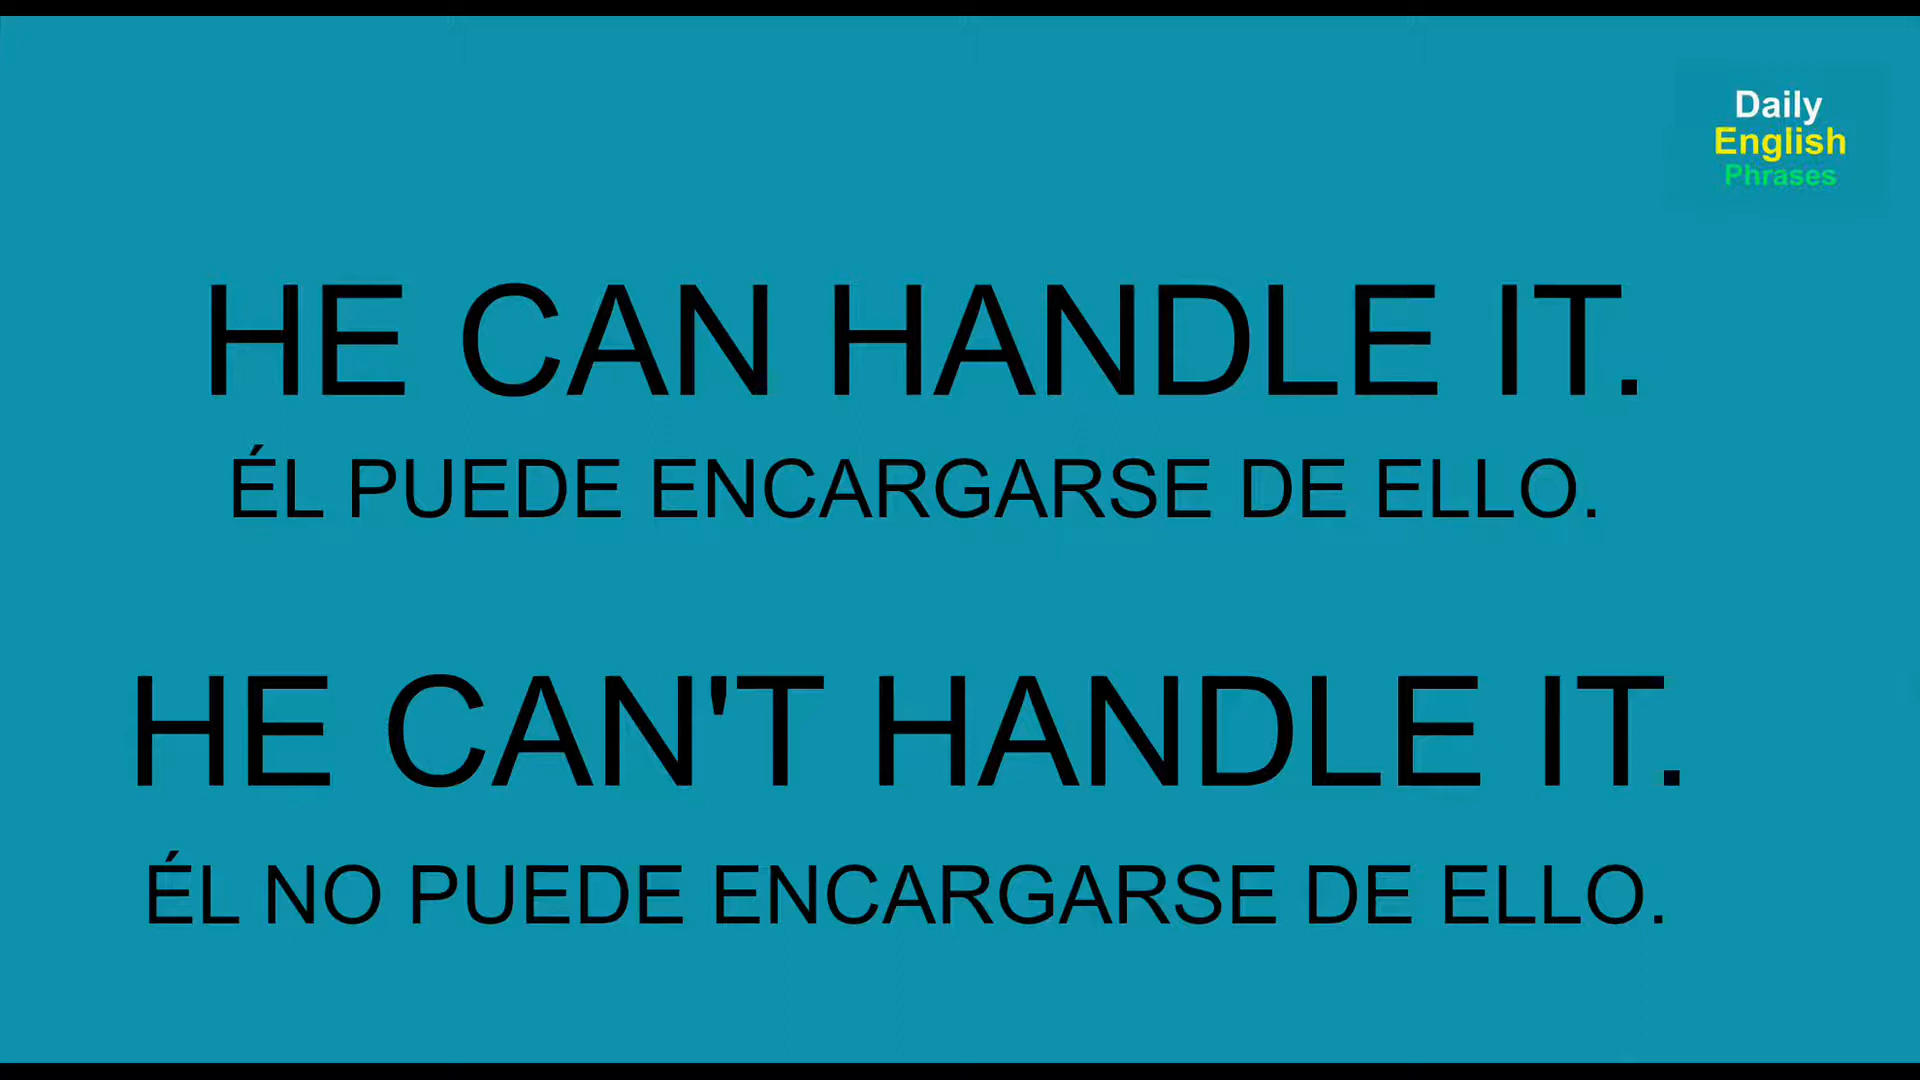 Daily
English
Phrases
HE CAN HANDLE IT.
ÉL PUEDE ENCARGARSE DE ELLO.
HE CAN'T HANDLE IT.
ÉL NO PUEDE ENCARGARSE DE ELLO.